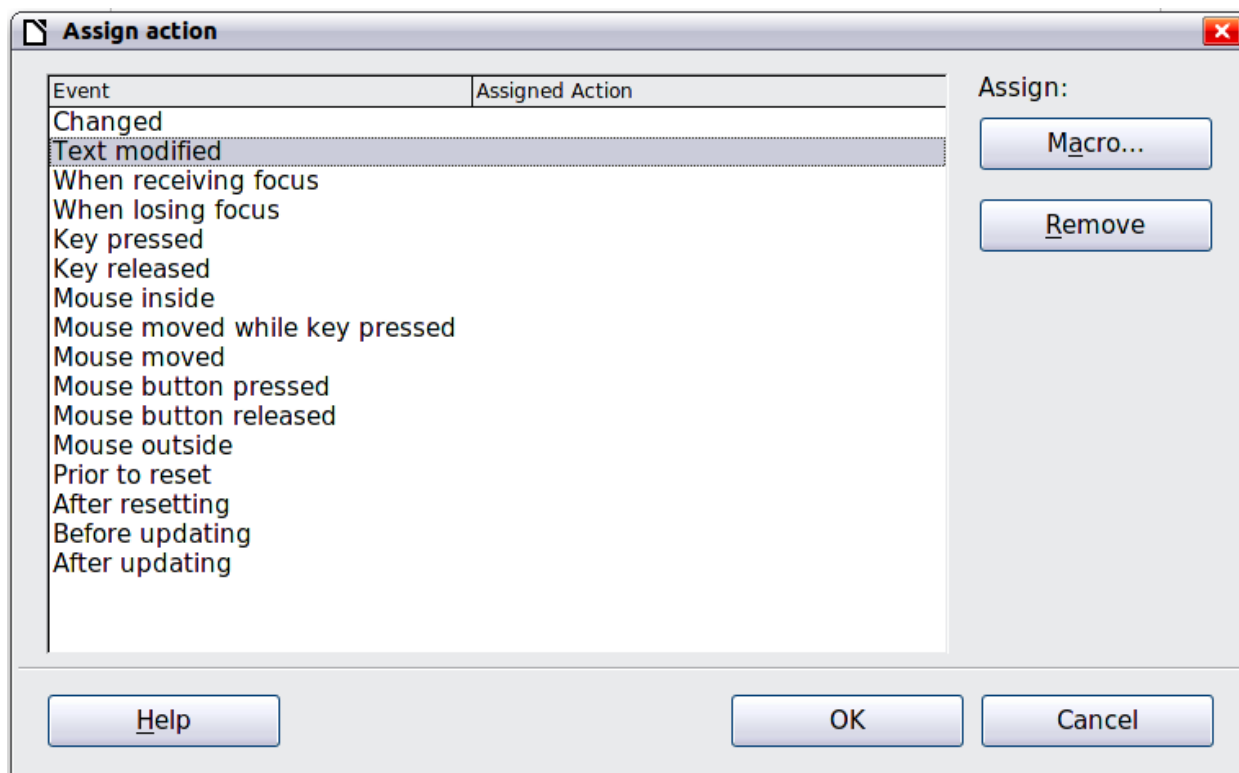 Assign action
Event Assigned Action
Assign:
Changed
Text modified
Macro...
When receiving focus
When losing focus
Remove
Key pressed
Key released
Mouse inside
Mouse moved while key pressed
Mouse moved
Mouse button pressed
Mouse button released
Mouse outside
Prior to reset
After resetting
Before updating
After updating
Help OK Cancel